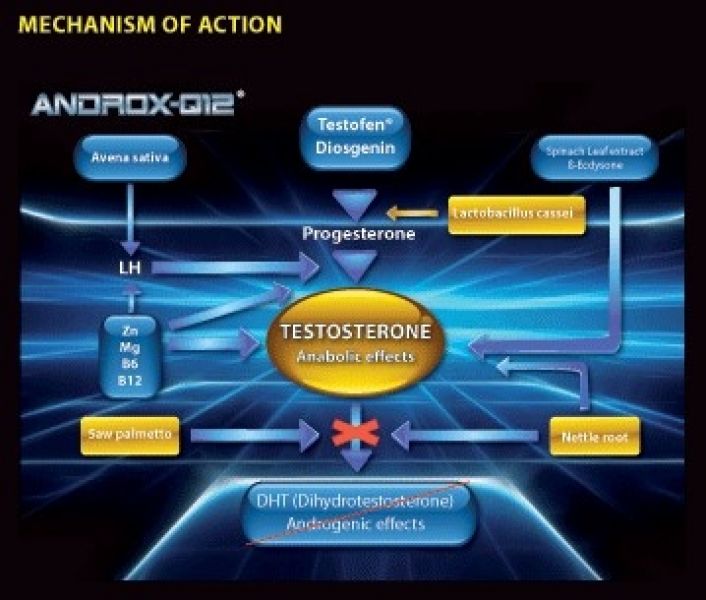 MECHANISM OF ACTION
ANDROX-Q12®
Testofen®
Diosgenin
Avena sativa
Spinach Leaf extract
ß-Ecdysone
Lactobacillus cassei
Progesterone
LH
Zn
Mg
B6
B12
TESTOSTERONE
Anabolic effects
Saw palmetto
Nettle root
DHT (Dihydrotestosterone)
Androgenic effects